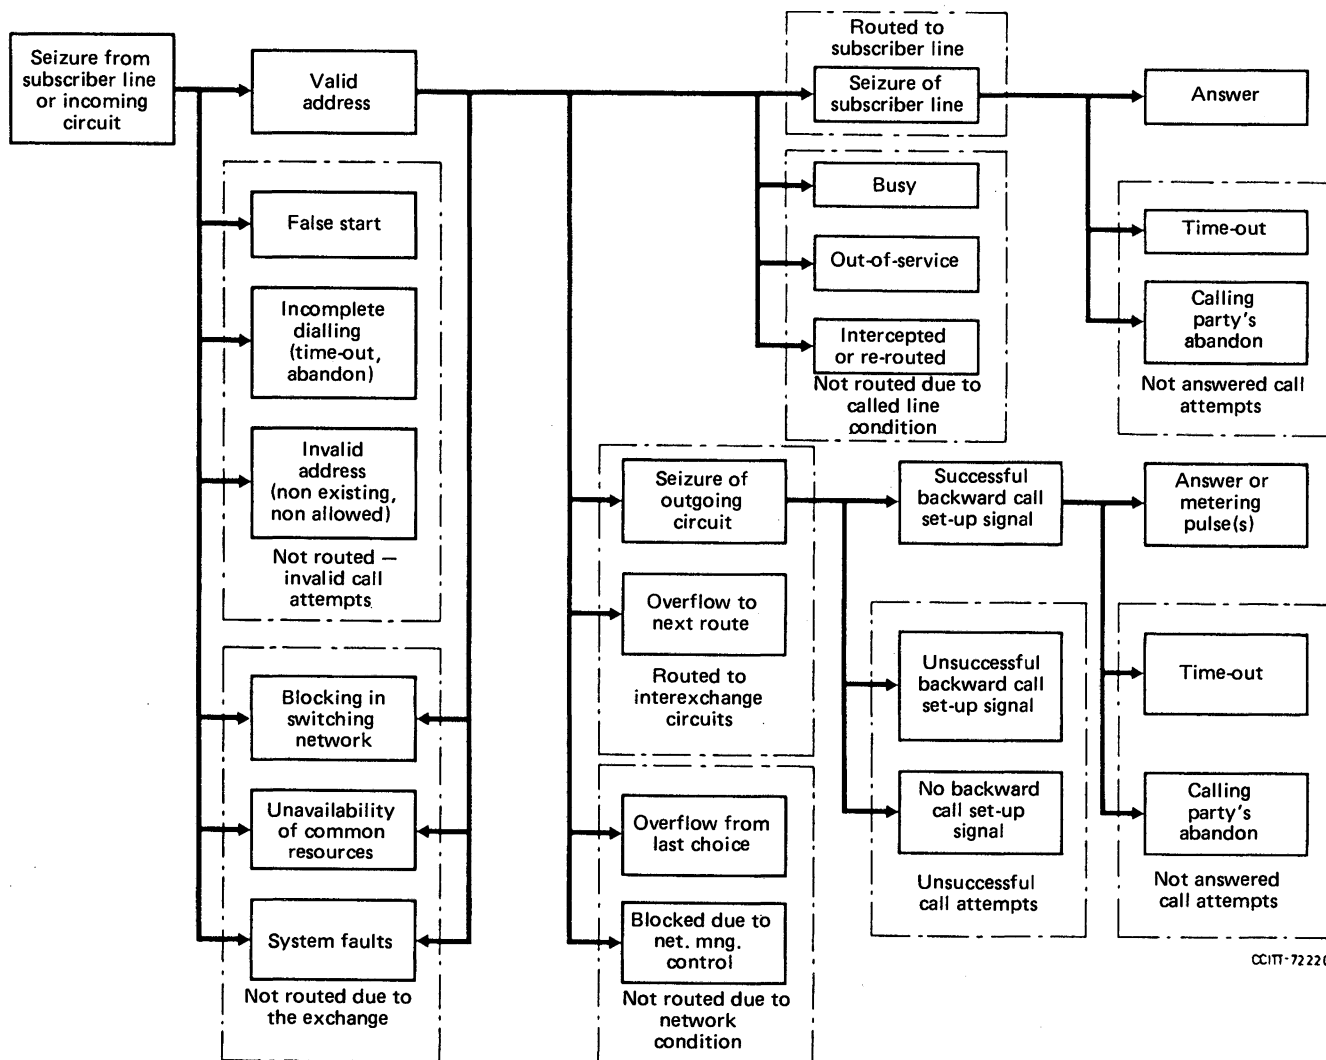 Seizure from
subscriber line
or incoming
circuit
Valid
address
False start
Incomplete
dialling
(time-out,
abandon)
Invalid
address
(non existing,
non allowed)
Not routed —
invalid call
attempts
Blocking in
switching
network
Unavailability
of common
resources
System faults
Not routed due to
the exchange
Routed to
subscriber line
Seizure of
subscriber line
Busy
Out-of-service
Intercepted
or re-routed
Not routed due to
called line
condition
Answer
Time-out
Calling
party's
abandon
Not answered call
attempts
Seizure of
outgoing
circuit
Overflow to
next route
Routed to
interexchange
circuits
Overflow from
last choice
Blocked due to
net. mng.
control
Not routed due to
network
condition
Successful
backward call
set-up signal
Unsuccessful
backward call
set-up signal
No backward
call set-up
signal
Unsuccessful
call attempts
Answer or
metering
pulse(s)
Time-out
Calling
party's
abandon
Not answered
call attempts
CCITT-72220